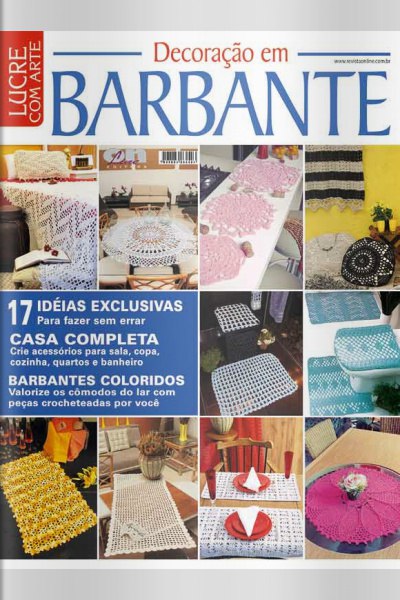 LUCRE
COM ARTE
Decoração em
www.revistaonline.com.br
BARBANTE
EDITORA
17 IDÉIAS EXCLUSIVAS
Para fazer sem errar
CASA COMPLETA
Crie acessórios para sala, copa,
cozinha, quartos e banheiro
BARBANTES COLORIDOS
Valorize os cômodos do lar com
peças crocheteadas por você